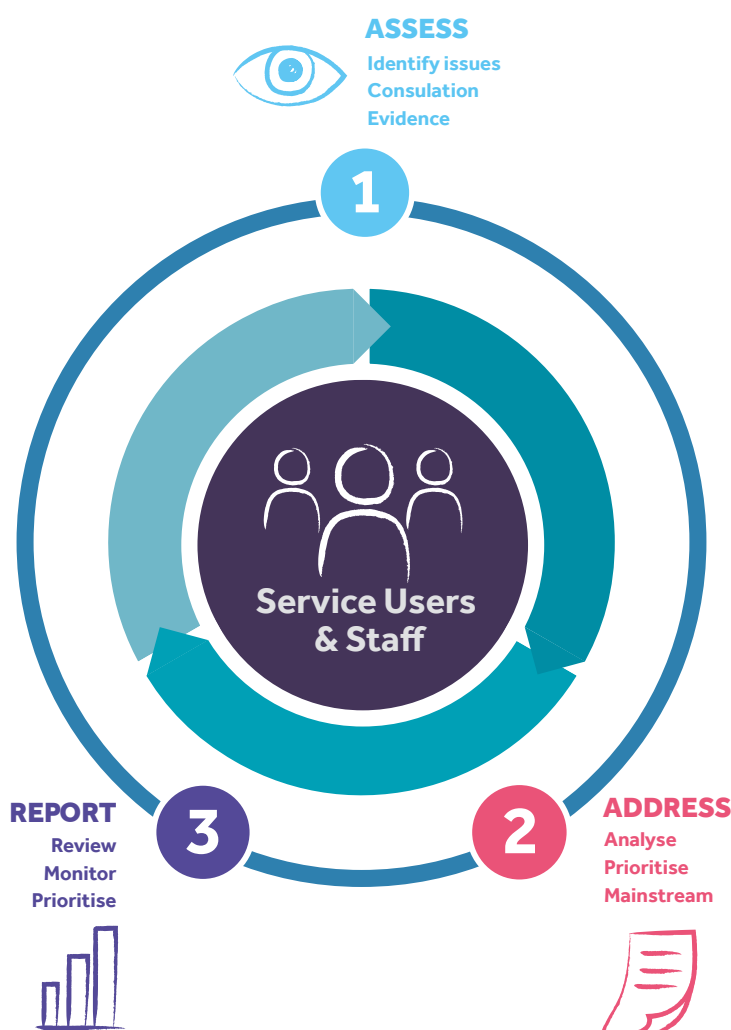 ASSESS
Identify issues
Consulation
Evidence
1
Service Users
& Staff
REPORT
Review
Monitor
Prioritise
3
2
ADDRESS
Analyse
Prioritise
Mainstream